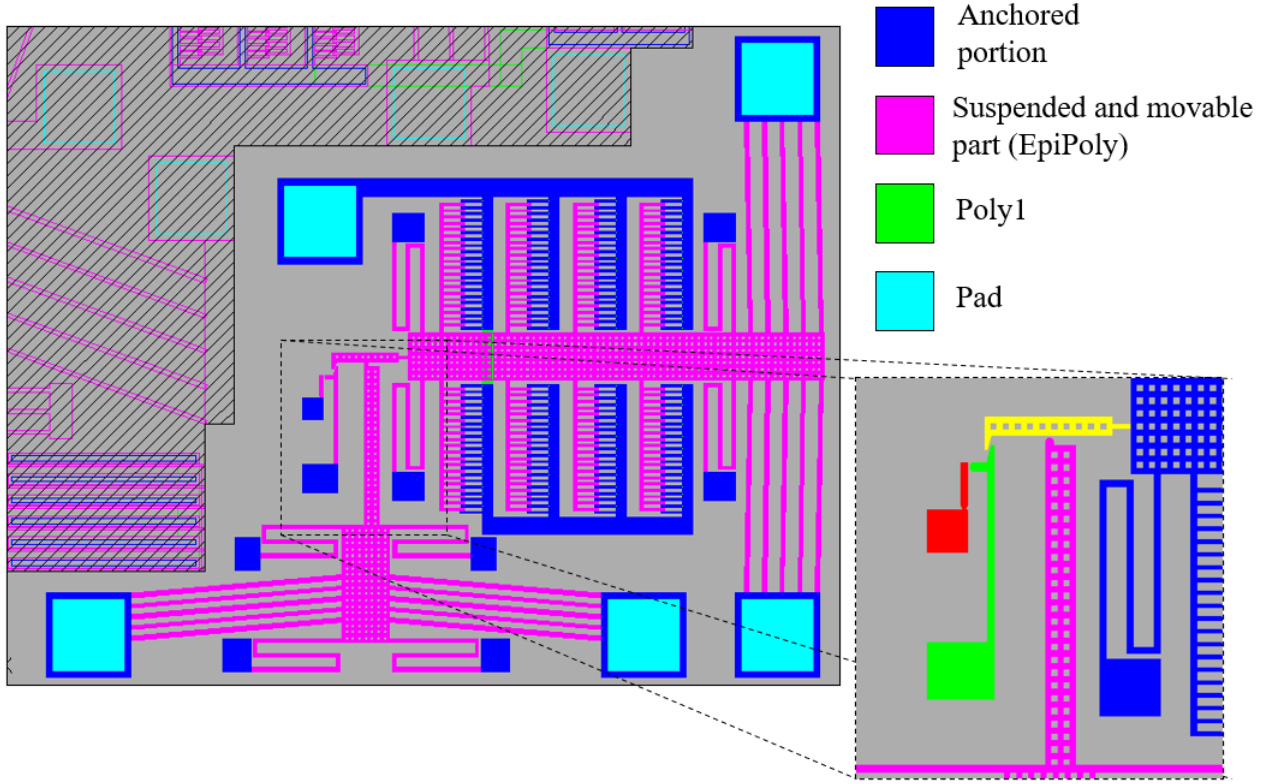 Anchored
portion
Suspended and movable
part (EpiPoly)
Poly1
Pad